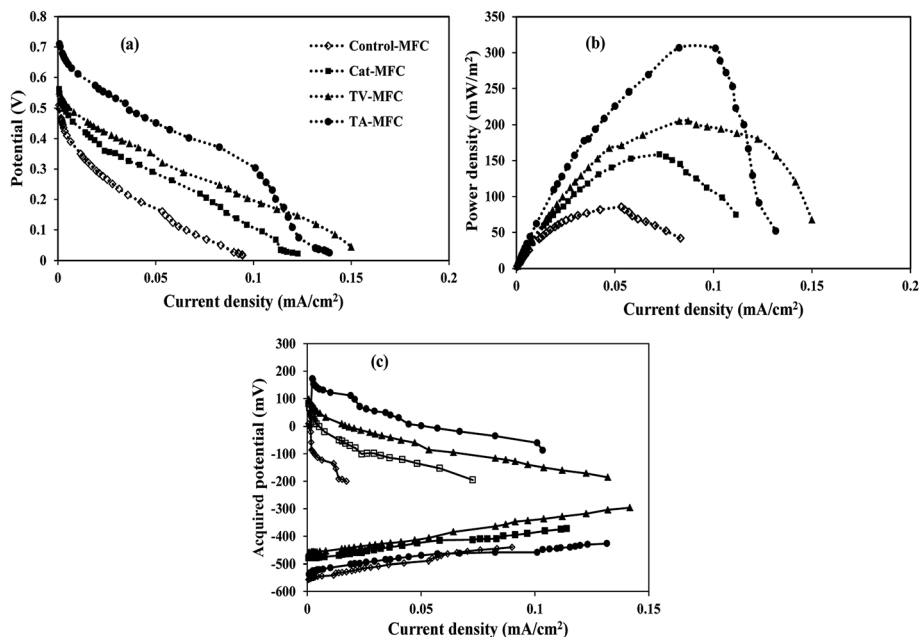 (a)
Control-MFC
Cat-MFC
TV-MFC
TA-MFC
Potential (V)
0.8
0.7
0.6
0.5
0.4
0.3
0.2
0.1
0
0 0.05 0.1 0.15 0.2
Current density (mA/cm²)
(b)
Power density (mW/m²)
350
300
250
200
150
100
50
0
0 0.05 0.1 0.15 0.2
Current density (mA/cm²)
(c)
Acquired potential (mV)
300
200
100
0
-100
-200
-300
-400
-500
-600
0 0.05 0.1 0.15
Current density (mA/cm²)